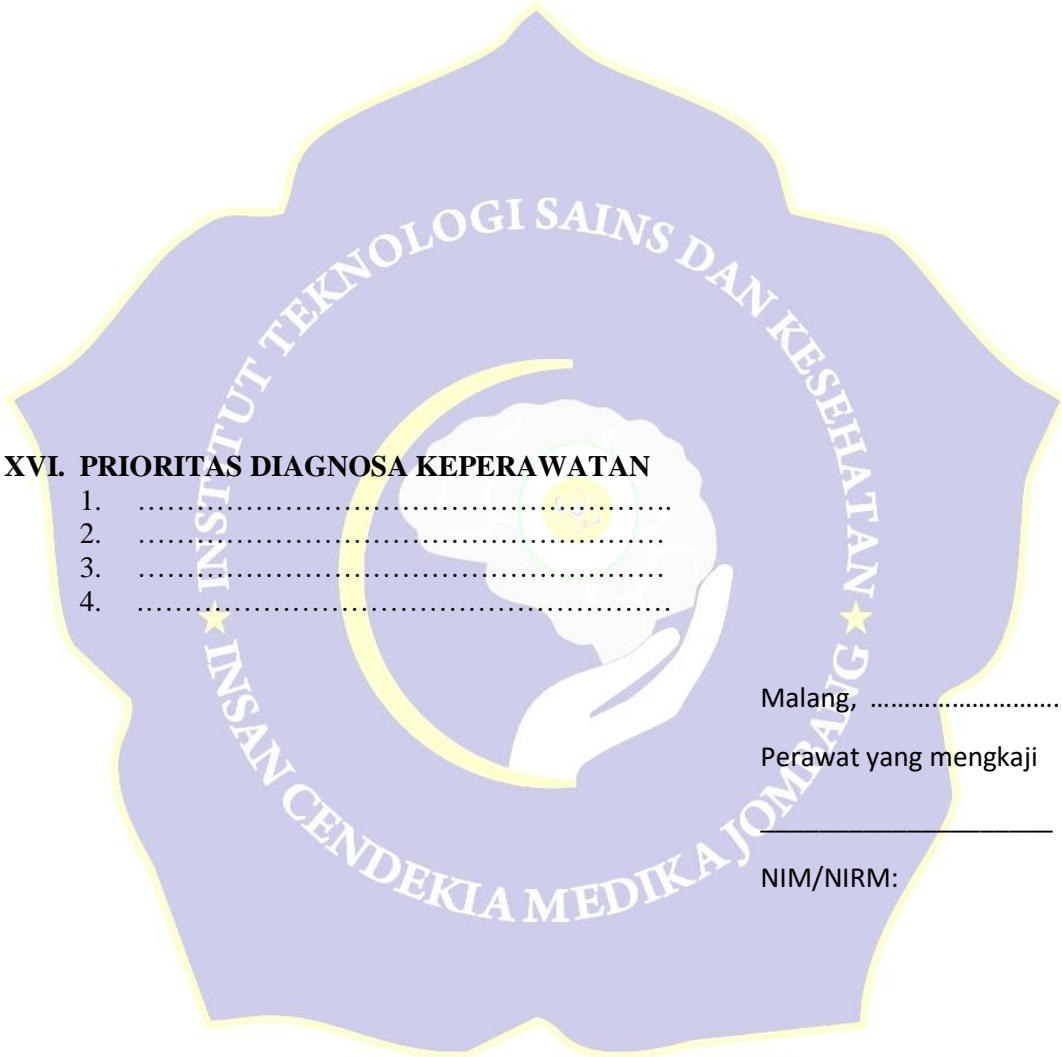 INSTITUT TEKNOLOGI SAINS DAN KESEHATAN
INSAN CENDEKIA MEDIKA JOMBANG
XVI. PRIORITAS DIAGNOSA KEPERAWATAN
1. ……………………………………………….
2. ………………………………………………
3. ………………………………………………
4. ……………………………………………….
Malang, ……………………….
Perawat yang mengkaji
_____________________
NIM/NIRM: